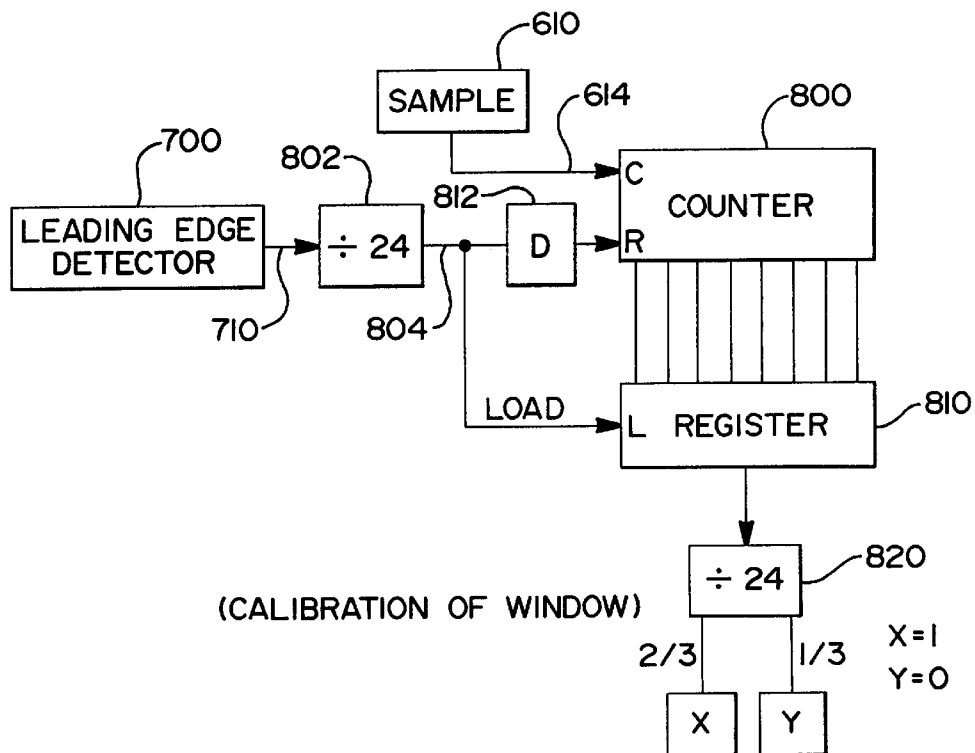 610
SAMPLE
614
800
700
802
812
C
COUNTER
LEADING EDGE
DETECTOR
÷ 24
D
R
710
804
LOAD
L REGISTER
810
÷ 24
820
(CALIBRATION OF WINDOW)
2/3
1/3
X=1
Y=0
X
Y